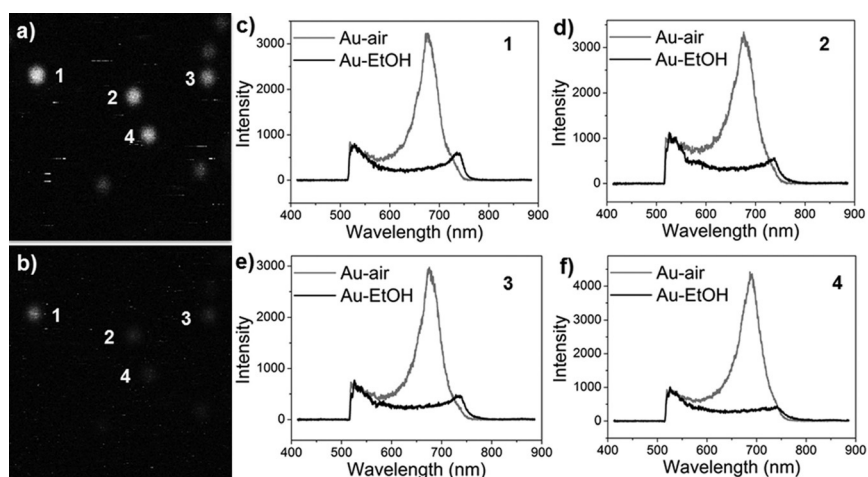 a)
1
2
3
4
b)
1
2
3
4
c)
Au-air
Au-EtOH
1
Intensity
3000
2000
1000
0
400 500 600 700 800 900
Wavelength (nm)
d)
Au-air
Au-EtOH
2
Intensity
3000
2000
1000
0
400 500 600 700 800 900
Wavelength (nm)
e)
Au-air
Au-EtOH
3
Intensity
3000
2000
1000
0
400 500 600 700 800 900
Wavelength (nm)
f)
Au-air
Au-EtOH
4
Intensity
4000
3000
2000
1000
0
400 500 600 700 800 900
Wavelength (nm)